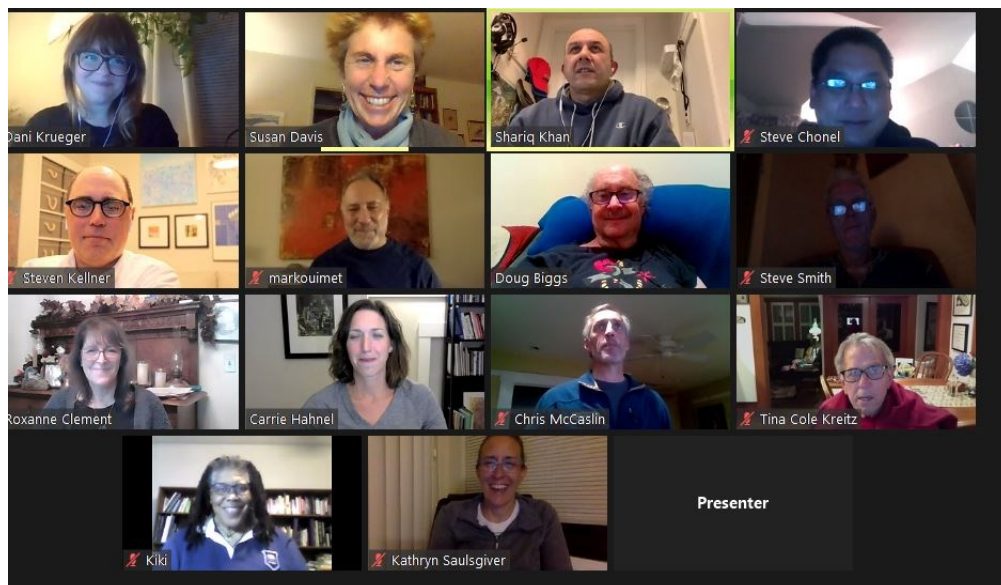 Dani Krueger
Susan Davis
Shariq Khan
Steve Chonel
Steven Kellner
markouimet
Doug Biggs
Steve Smith
Roxanne Clement
Carrie Hahnel
Chris McCaslin
Tina Cole Kreitz
Kiki
Kathryn Saulsgiver
Presenter